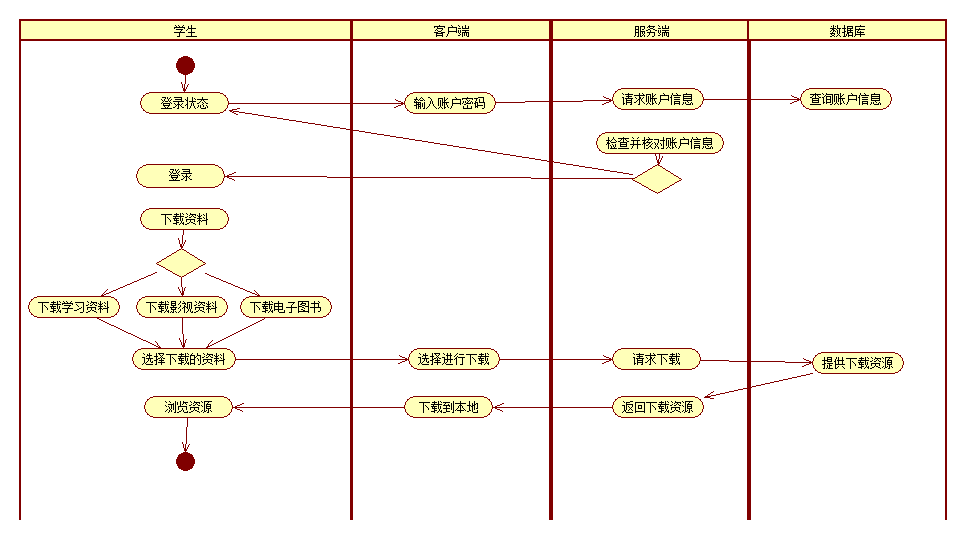 学生 客户端 服务端 数据库
登录状态 输入账户密码 请求账户信息 查询账户信息
检查并核对账户信息
登录
下载资料
下载学习资料 下载影视资料 下载电子图书
选择下载的资料 选择进行下载 请求下载 提供下载资源
浏览资源 下载到本地 返回下载资源